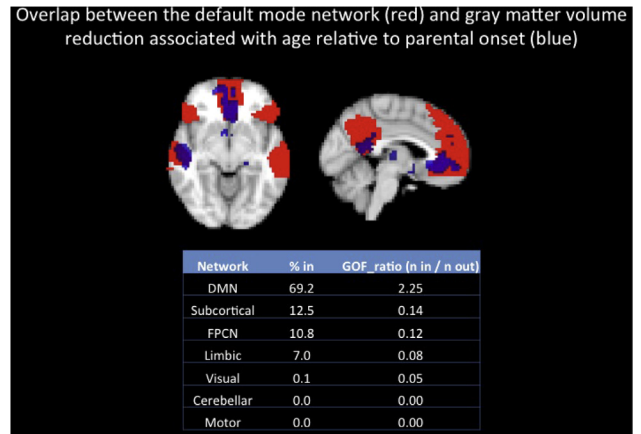 Overlap between the default mode network (red) and gray matter volume
reduction associated with age relative to parental onset (blue)
Network % in GOF_ratio (n in / n out)
DMN 69.2 2.25
Subcortical 12.5 0.14
FPCN 10.8 0.12
Limbic 7.0 0.08
Visual 0.1 0.05
Cerebellar 0.0 0.00
Motor 0.0 0.00